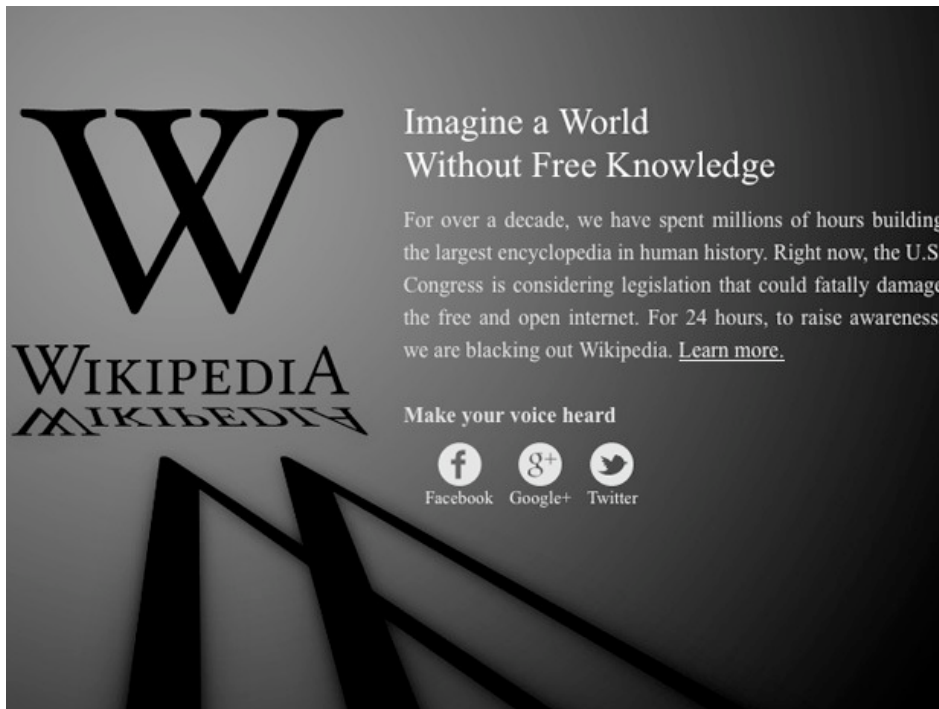 W
WIKIPEDIA
WIKIPEDIA
Imagine a World
Without Free Knowledge
For over a decade, we have spent millions of hours building
the largest encyclopedia in human history. Right now, the U.S
Congress is considering legislation that could fatally damage
the free and open internet. For 24 hours, to raise awareness
we are blacking out Wikipedia. Learn more.
Make your voice heard
f g+
Facebook Google+ Twitter